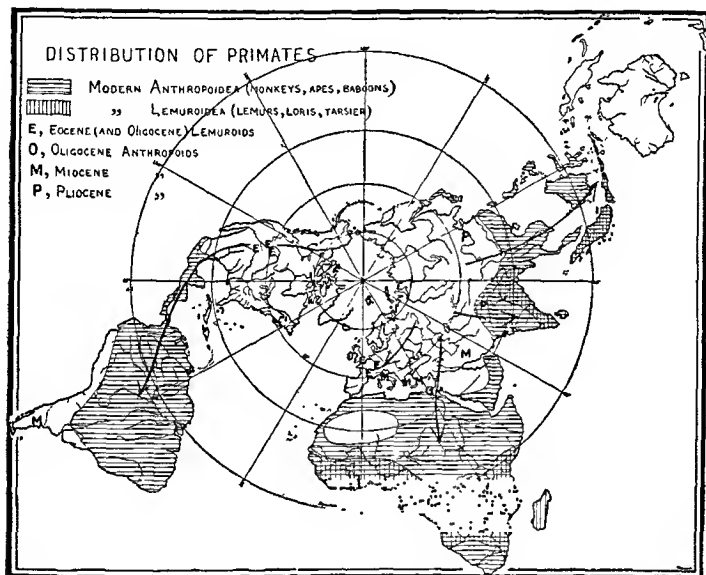 DISTRIBUTION OF PRIMATES
MODERN ANTHROPOIDEA (MONKEYS, APES, BABOONS)
„ LEMUROIDEA (LEMURS, LORIS, TARSIER)
E, EOCENE (AND OLIGOCENE) LEMUROIDS
O, OLIGOCENE ANTHROPOIDS
M, MIOCENE „
P, PLIOCENE „
E
M
M